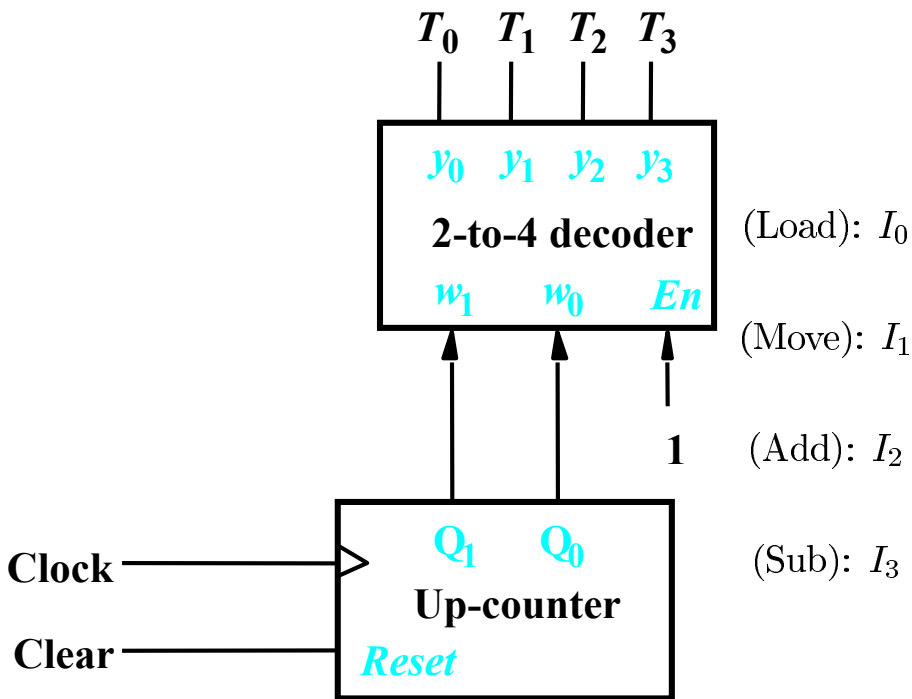 T0 T1 T2 T3
y0 y1 y2 y3
2-to-4 decoder
(Load): I0
w1 w0 En
(Move): I1
1
(Add): I2
Q1 Q0
(Sub): I3
Clock
Up-counter
Clear
Reset